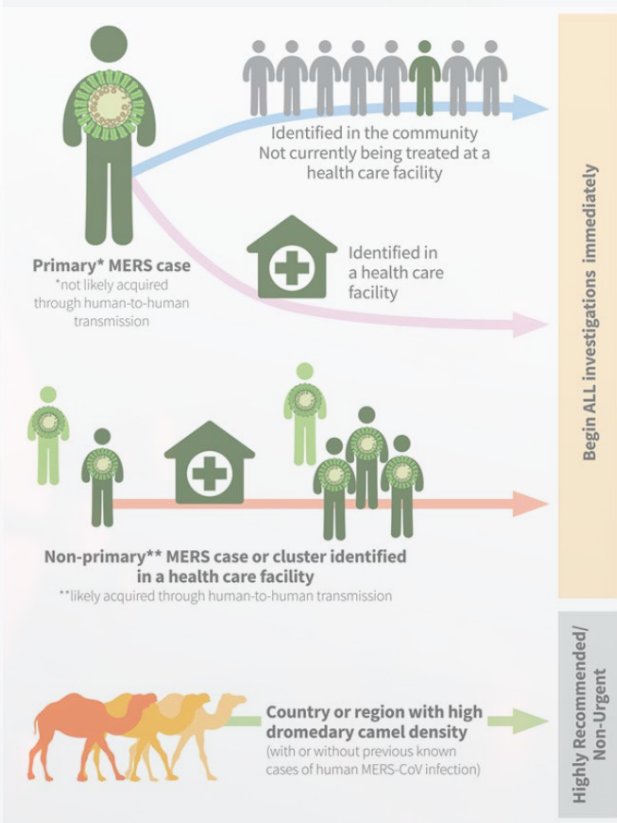 Identified in the community
Not currently being treated at a
health care facility
Primary* MERS case
*not likely acquired
through human-to-human
transmission
Identified in
a health care
facility
Non-primary** MERS case or cluster identified
in a health care facility
**likely acquired through human-to-human transmission
Begin ALL investigations immediately
Country or region with high
dromedary camel density
(with or without previous known
cases of human MERS-CoV infection)
Highly Recommended/
Non-Urgent